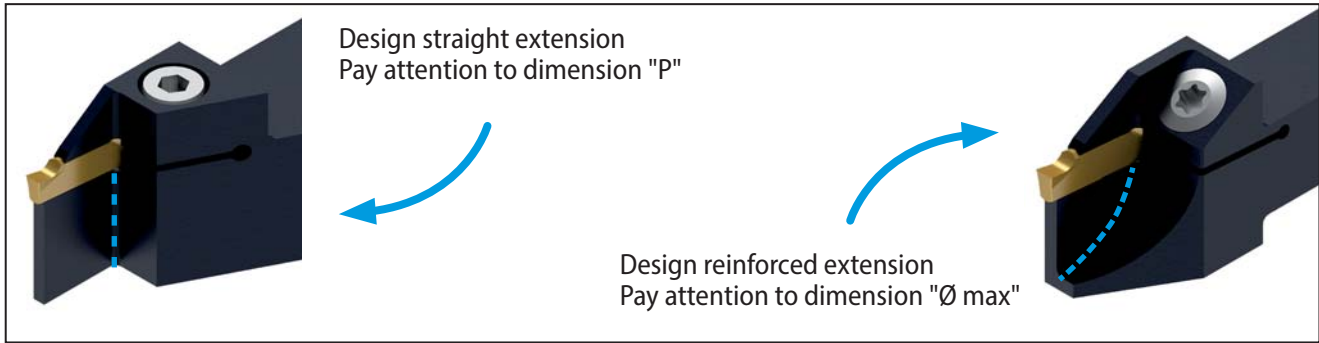 Design straight extension
Pay attention to dimension "P"
Design reinforced extension
Pay attention to dimension "Ø max"